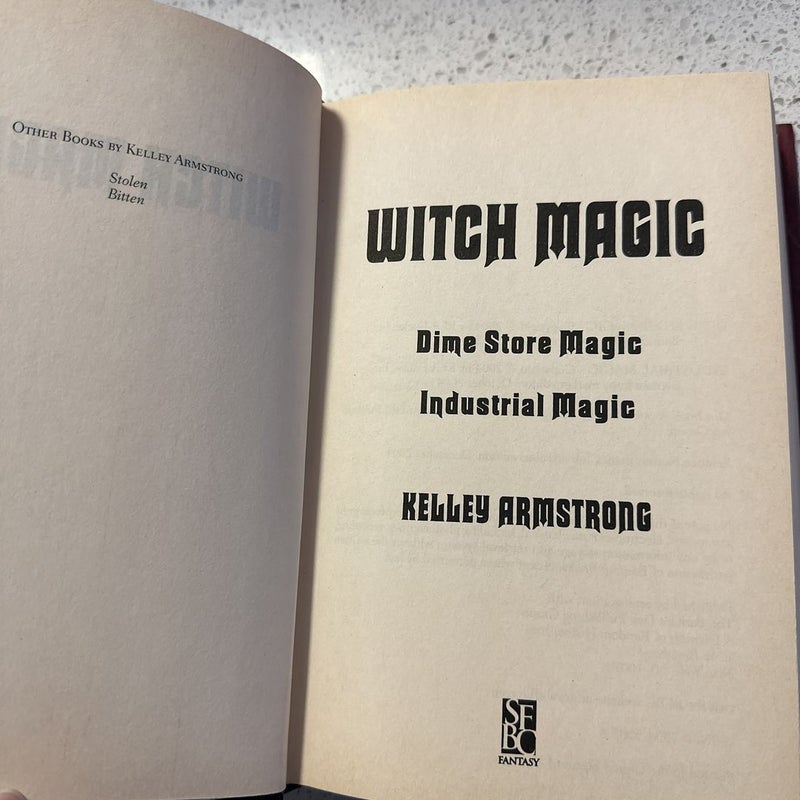 OTHER BOOKS BY KELLEY ARMSTRONG
Stolen
Bitten
WITCH MAGIC
Dime Store Magic
Industrial Magic
KELLEY ARMSTRONG
SF
BC
FANTASY